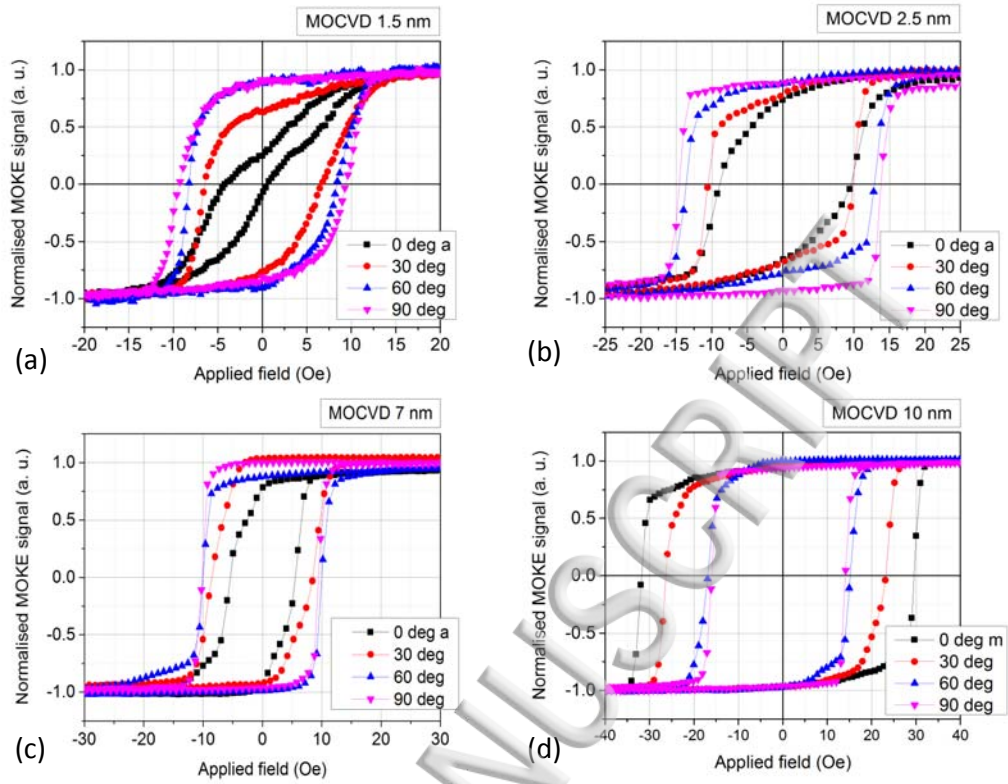 MOCVD 1.5 nm
Normalised MOKE signal (a. u.)
1.0
0.5
0.0
-0.5
-1.0
0 deg a
30 deg
60 deg
90 deg
-20 -15 -10 -5 0 5 10 15 20
Applied field (Oe)
(a)
MOCVD 2.5 nm
Normalised MOKE signal (a. u.)
1.0
0.5
0.0
-0.5
-1.0
0 deg a
30 deg
60 deg
90 deg
-25 -20 -15 -10 -5 0 5 10 15 20 25
Applied field (Oe)
(b)
MOCVD 7 nm
Normalised MOKE signal (a. u.)
1.0
0.5
0.0
-0.5
-1.0
0 deg a
30 deg
60 deg
90 deg
-30 -20 -10 0 10 20 30
Applied field (Oe)
(c)
MOCVD 10 nm
Normalised MOKE signal (a. u.)
1.0
0.5
0.0
-0.5
-1.0
0 deg m
30 deg
60 deg
90 deg
-40 -30 -20 -10 0 10 20 30 40
Applied field (Oe)
(d)
NUSCRIPT